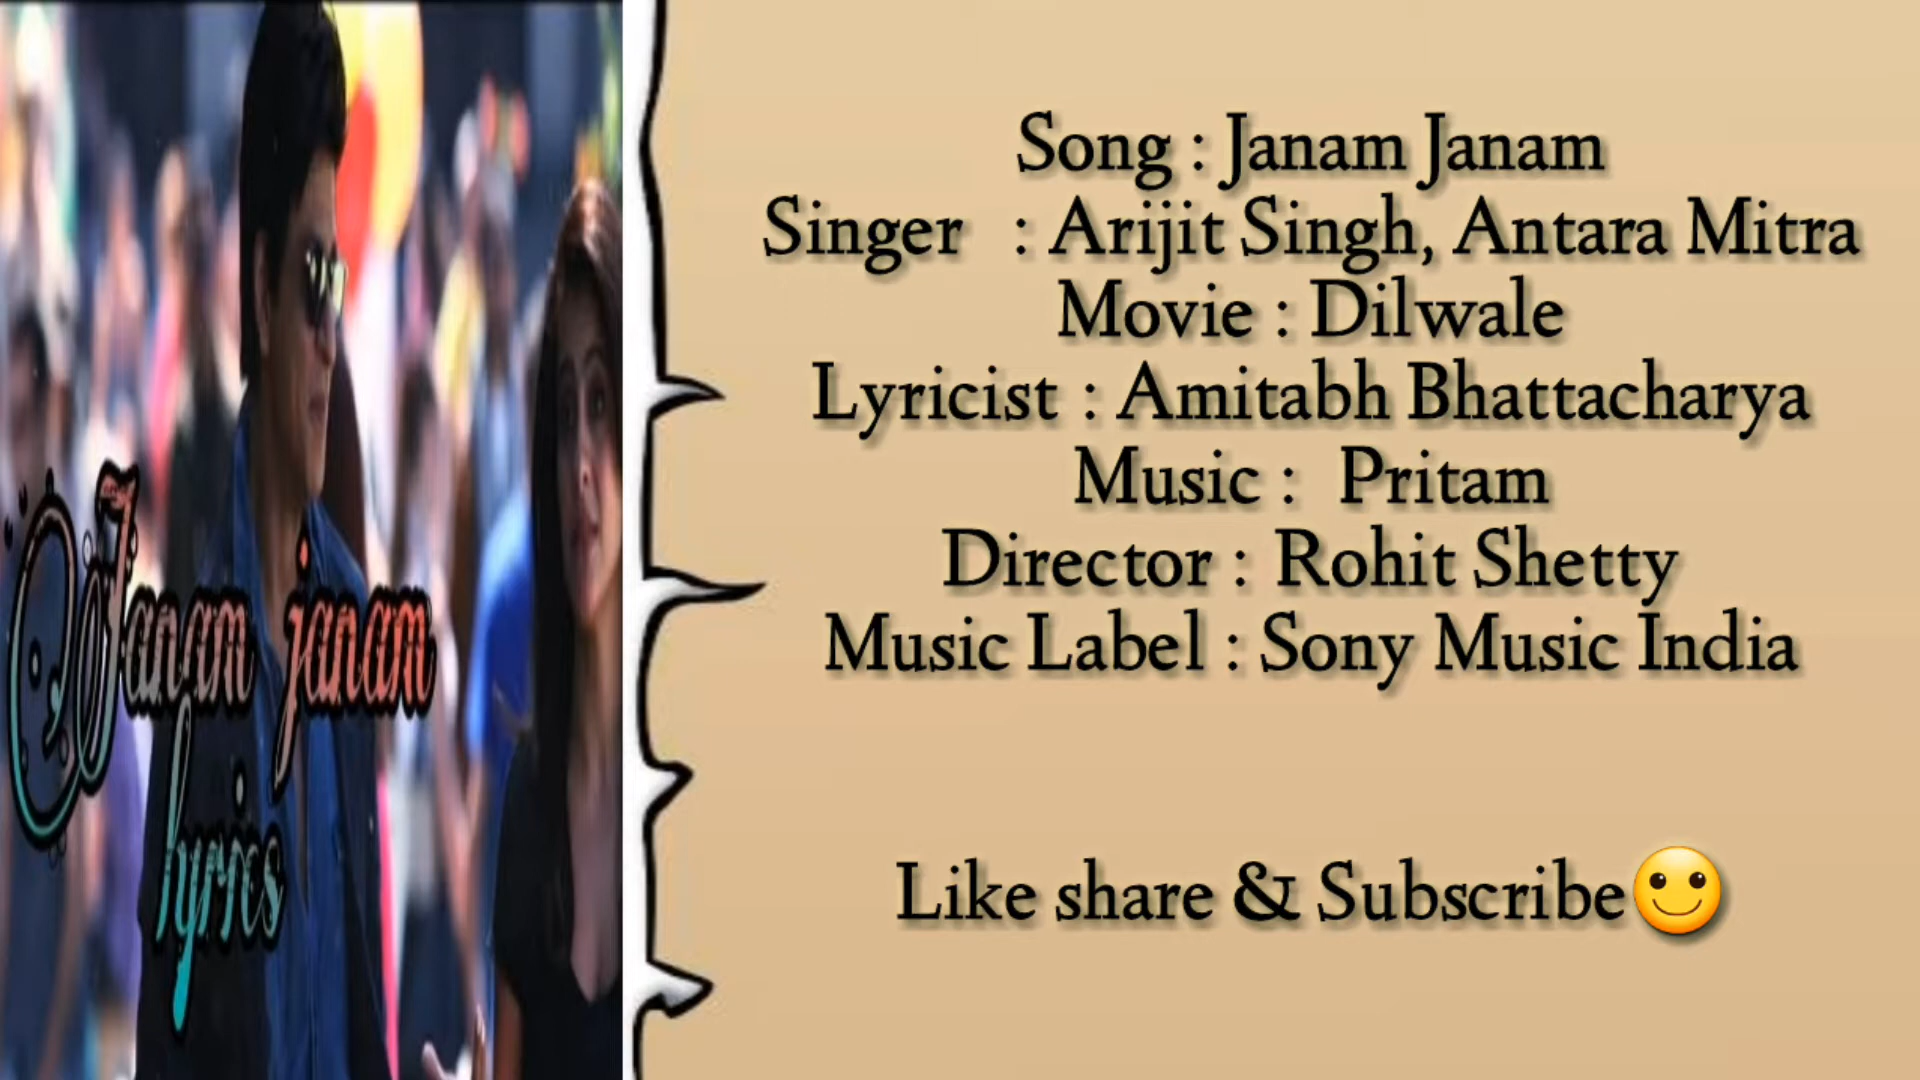 Janam janam
lyrics
Song : Janam Janam
Singer : Arijit Singh, Antara Mitra
Movie : Dilwale
Lyricist : Amitabh Bhattacharya
Music : Pritam
Director : Rohit Shetty
Music Label : Sony Music India
Like share & Subscribe🙂